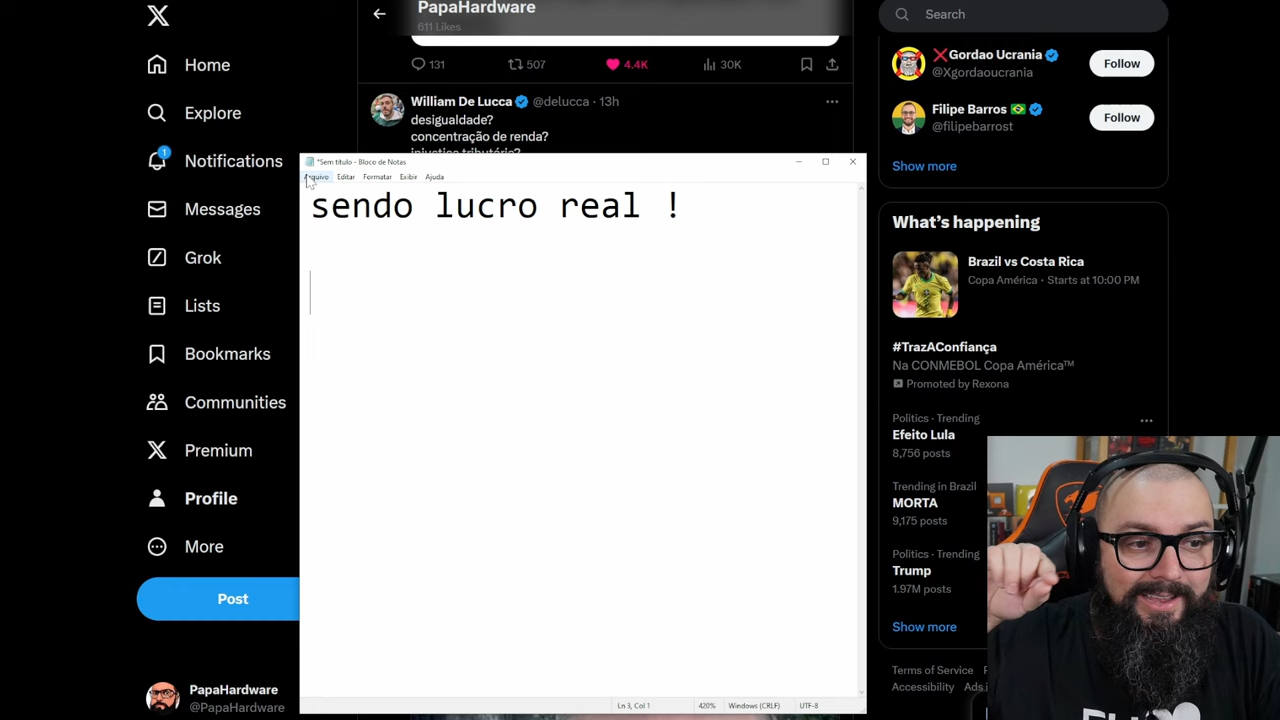 Home
Explore
1
Notifications
Messages
Grok
Lists
Bookmarks
Communities
Premium
Profile
More
Post
PapaHardware
@PapaHardware
PapaHardware
611 Likes
131 507 4.4K 30K
William De Lucca @delucca · 13h
desigualdade?
concentração de renda?
injustiça tributária?
*Sem título - Bloco de Notas
Arquivo Editar Formatar Exibir Ajuda
sendo lucro real !
Ln 3, Col 1 420% Windows (CRLF) UTF-8
Search
Gordao Ucrania
@Xgordaoucrania
Follow
Filipe Barros
@filipebarrost
Follow
Show more
What's happening
Brazil vs Costa Rica
Copa América · Starts at 10:00 PM
#TrazAConfiança
Na CONMEBOL Copa América™
Promoted by Rexona
Politics · Trending
Efeito Lula
8,756 posts
Trending in Brazil
MORTA
9,175 posts
Politics · Trending
Trump
1.97M posts
Show more
Terms of Service
Accessibility